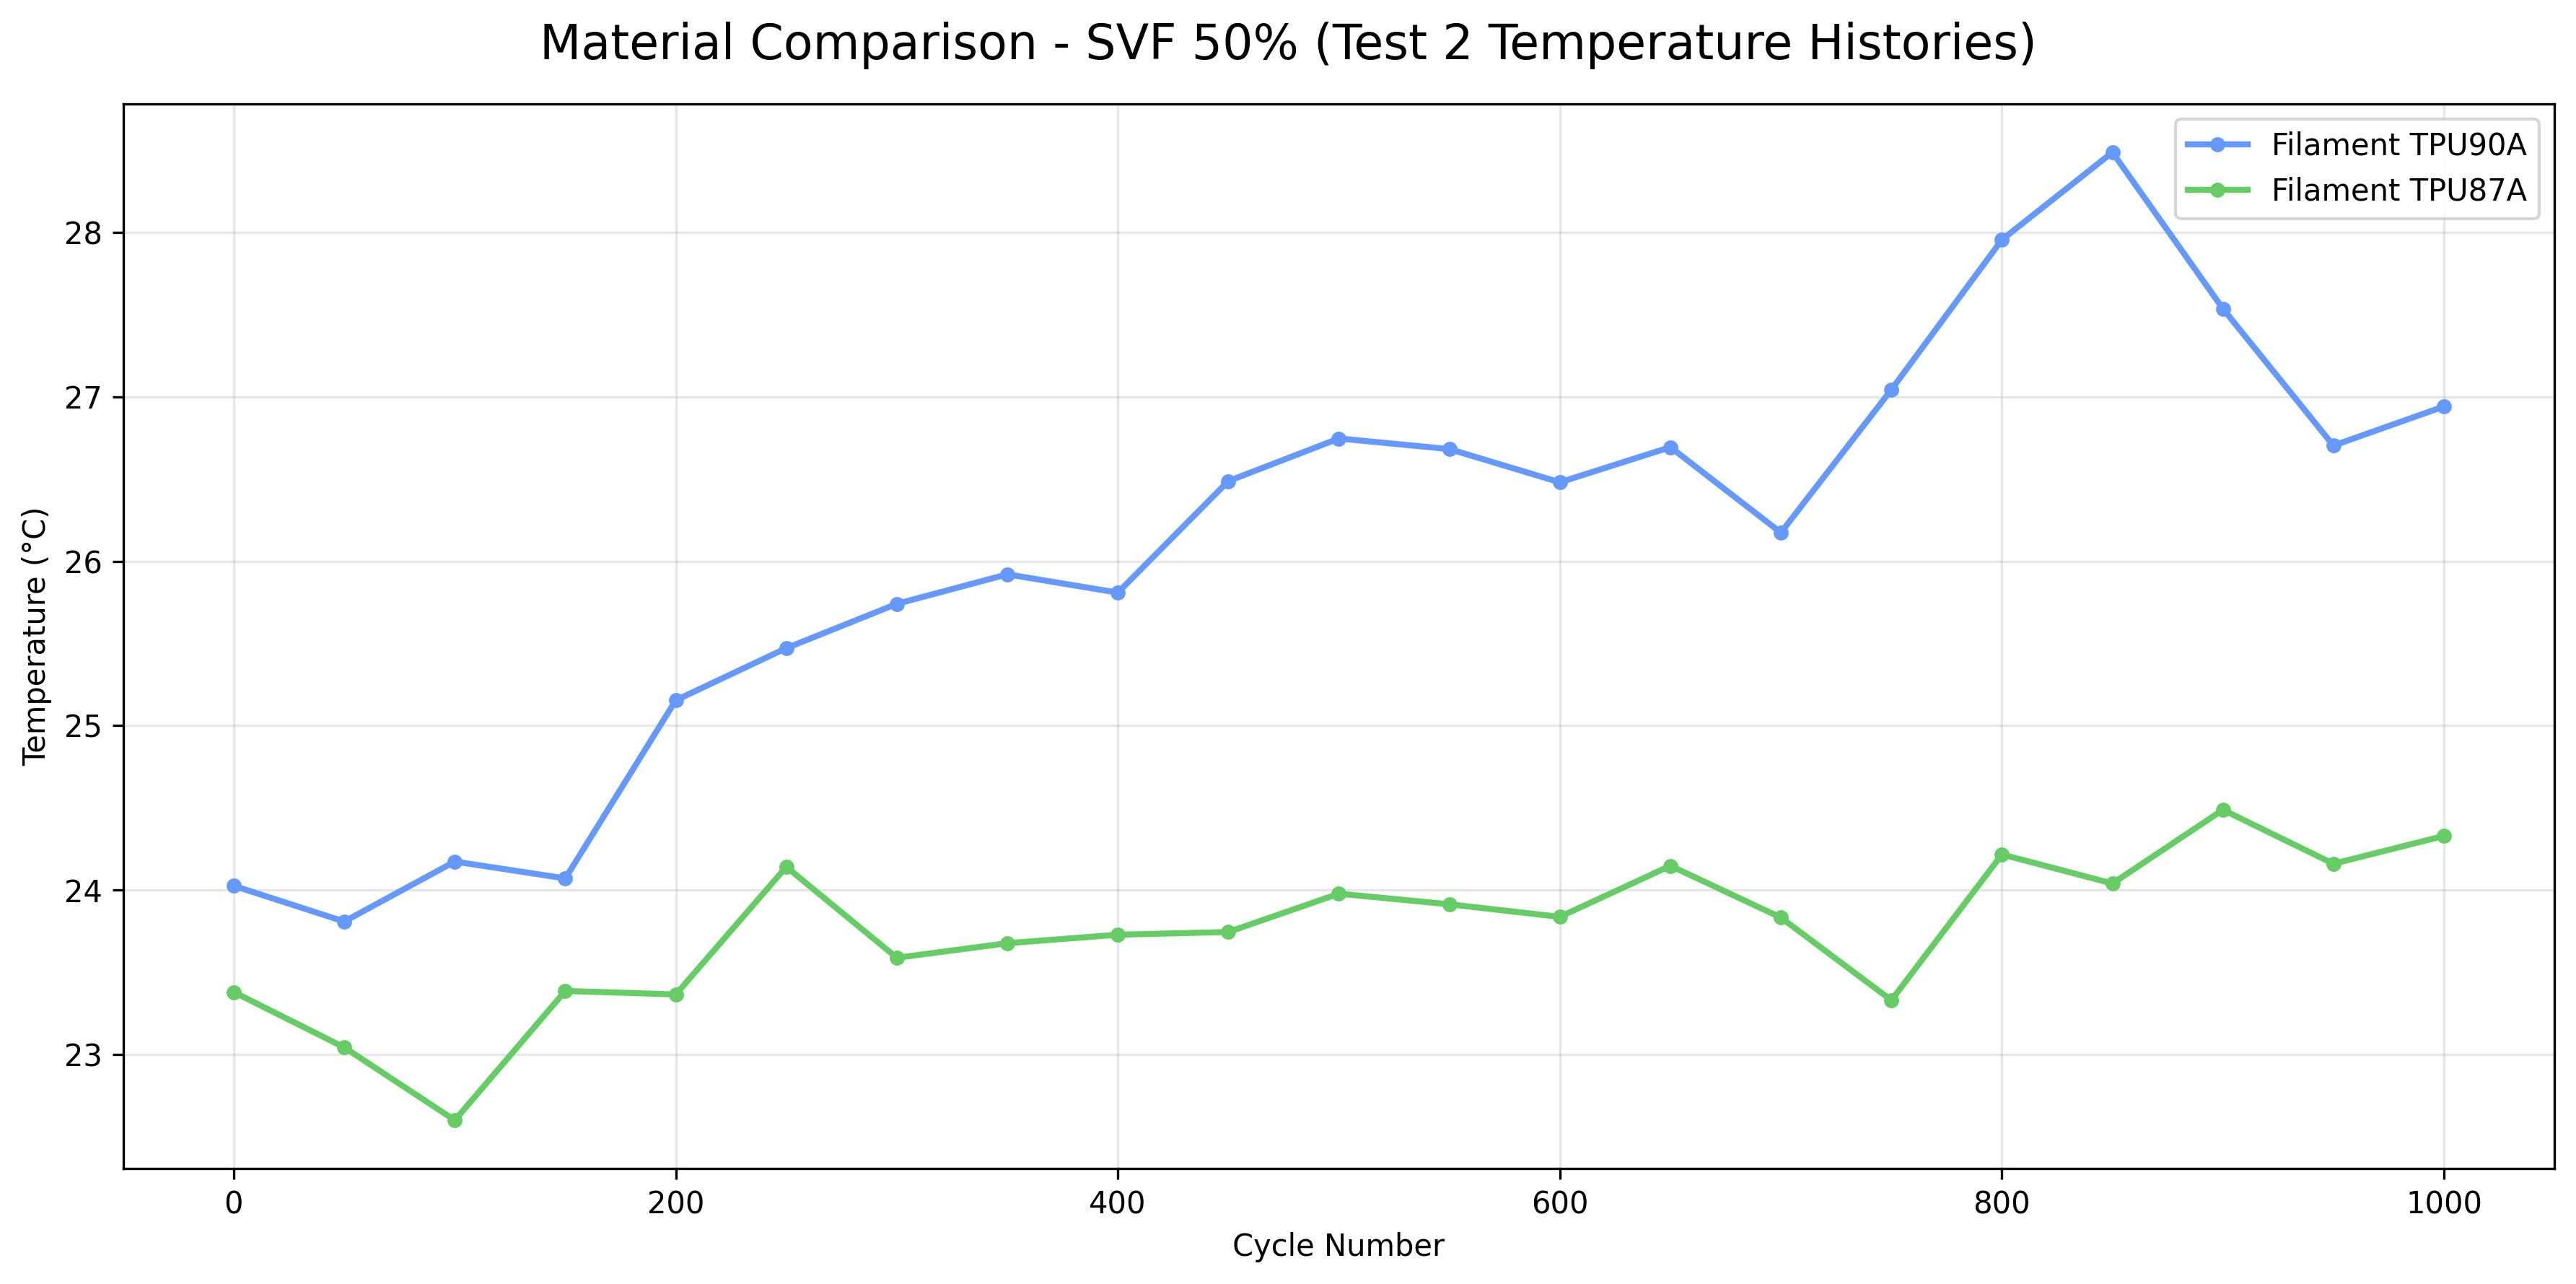 Material Comparison - SVF 50% (Test 2 Temperature Histories)
Filament TPU90A
Filament TPU87A
Temperature (°C)
28
27
26
25
24
23
0
200
400
600
800
1000
Cycle Number